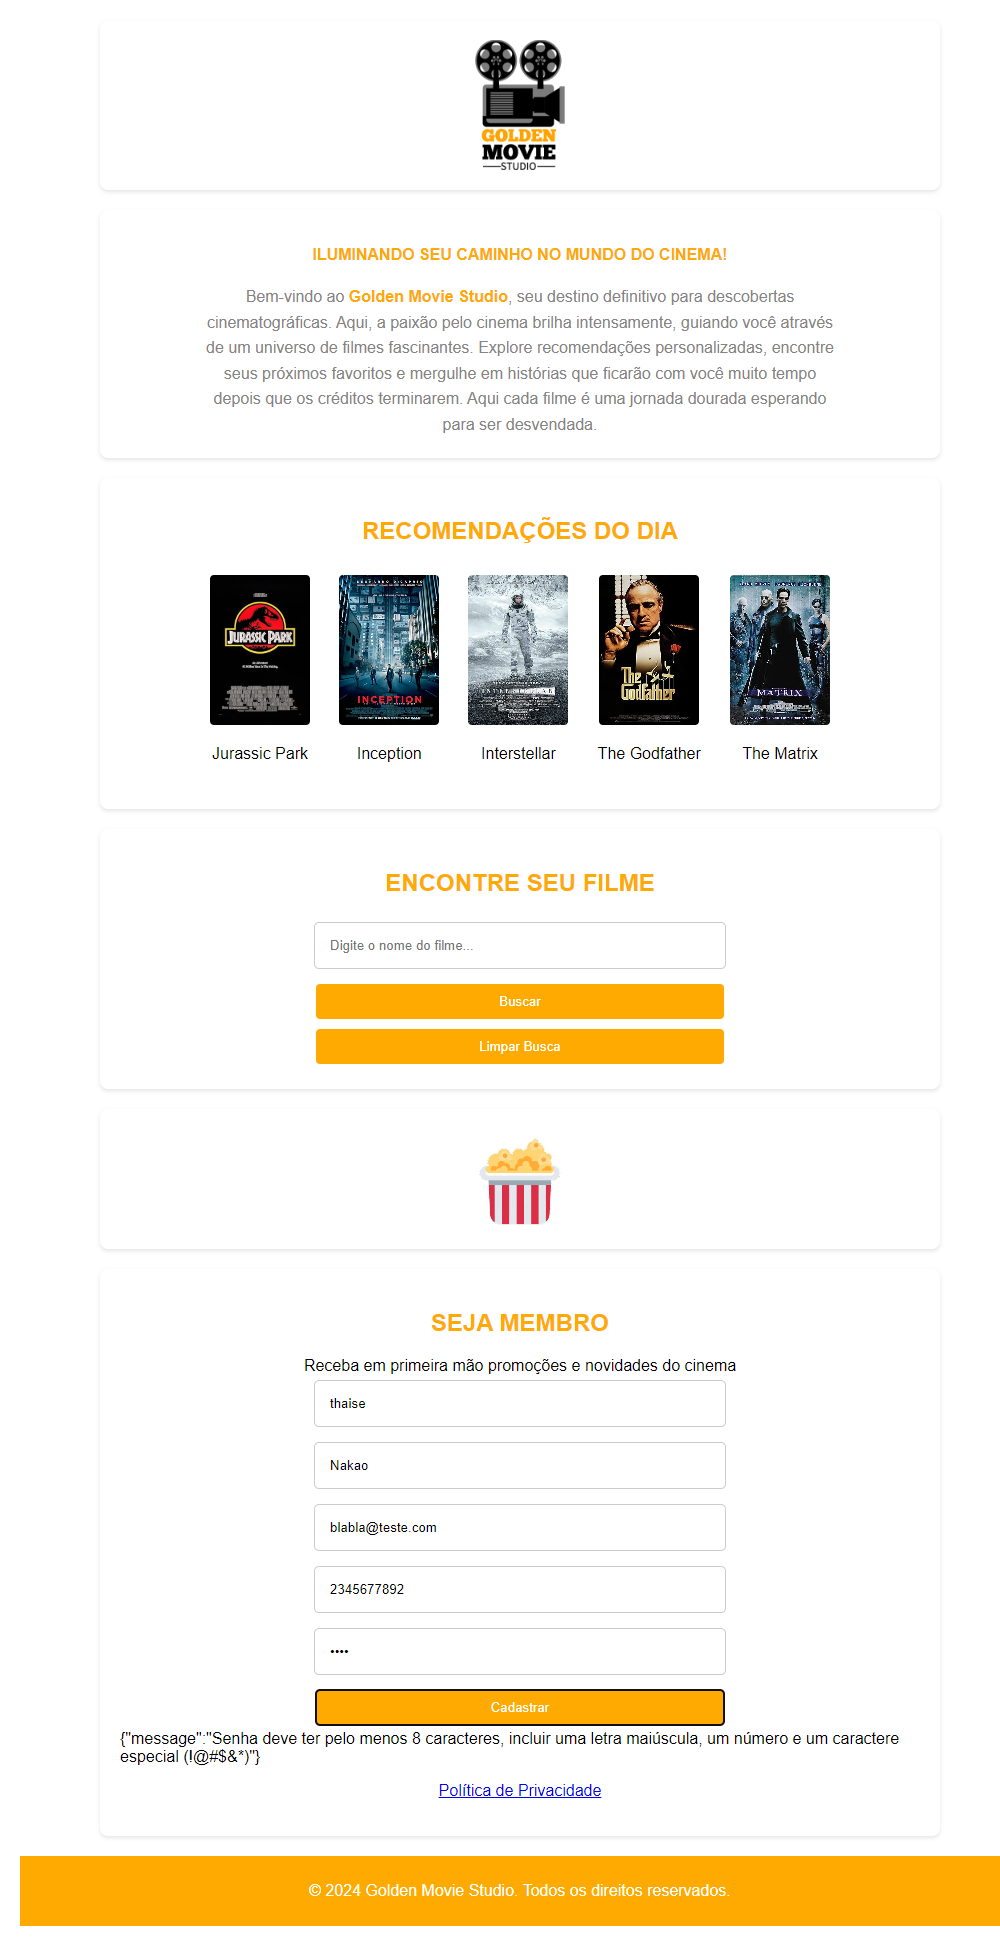 GOLDEN
MOVIE
STUDIO
ILUMINANDO SEU CAMINHO NO MUNDO DO CINEMA!
Bem-vindo ao Golden Movie Studio, seu destino definitivo para descobertas
cinematográficas. Aqui, a paixão pelo cinema brilha intensamente, guiando você através
de um universo de filmes fascinantes. Explore recomendações personalizadas, encontre
seus próximos favoritos e mergulhe em histórias que ficarão com você muito tempo
depois que os créditos terminarem. Aqui cada filme é uma jornada dourada esperando
para ser desvendada.
RECOMENDAÇÕES DO DIA
JURASSIC PARK
INCEPTION
INTERSTELLAR
The
Godfather
MATRIX
Jurassic Park
Inception
Interstellar
The Godfather
The Matrix
ENCONTRE SEU FILME
Digite o nome do filme...
Buscar
Limpar Busca
SEJA MEMBRO
Receba em primeira mão promoções e novidades do cinema
thaise
Nakao
blabla@teste.com
2345677892
••••
Cadastrar
{"message":"Senha deve ter pelo menos 8 caracteres, incluir uma letra maiúscula, um número e um caractere
especial (!@#$&*)"}
Política de Privacidade
© 2024 Golden Movie Studio. Todos os direitos reservados.